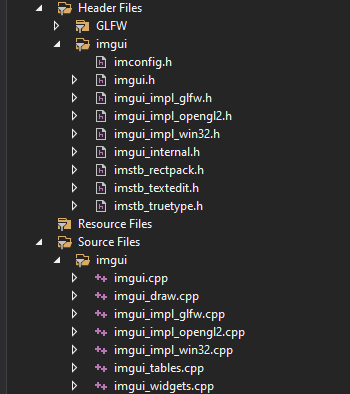 Header Files
GLFW
imgui
imconfig.h
imgui.h
imgui_impl_glfw.h
imgui_impl_opengl2.h
imgui_impl_win32.h
imgui_internal.h
imstb_rectpack.h
imstb_textedit.h
imstb_truetype.h
Resource Files
Source Files
imgui
imgui.cpp
imgui_draw.cpp
imgui_impl_glfw.cpp
imgui_impl_opengl2.cpp
imgui_impl_win32.cpp
imgui_tables.cpp
imgui_widgets.cpp